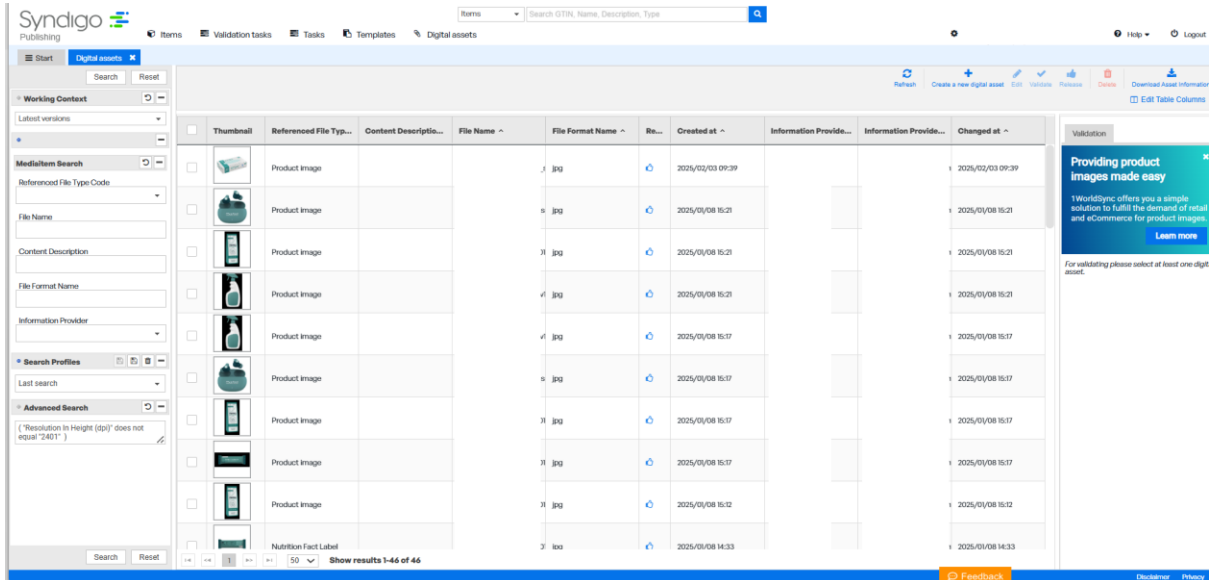 Syndigo
Publishing
Items
Search GTIN, Name, Description, Type
Items
Validation tasks
Tasks
Templates
Digital assets
Help
Logout
Start
Digital assets
Search
Reset
Refresh
Create a new digital asset
Edit
Validate
Release
Delete
Download Asset Information
Edit Table Columns
Working Context
Latest versions
Mediaitem Search
Referenced File Type Code
File Name
Content Description
File Format Name
Information Provider
Search Profiles
Last search
Advanced Search
( "Resolution In Height (dpi)" does not
equal "2401" )
Search
Reset
Thumbnail
Referenced File Typ...
Content Descriptio...
File Name
File Format Name
Re...
Created at
Information Provide...
Information Provide...
Changed at
Product image jpg 2025/02/03 09:39 2025/02/03 09:39
Product image jpg 2025/01/08 15:21 2025/01/08 15:21
Product image jpg 2025/01/08 15:21 2025/01/08 15:21
Product image jpg 2025/01/08 15:21 2025/01/08 15:21
Product image jpg 2025/01/08 15:17 2025/01/08 15:17
Product image jpg 2025/01/08 15:17 2025/01/08 15:17
Product image jpg 2025/01/08 15:17 2025/01/08 15:17
Product image jpg 2025/01/08 15:17 2025/01/08 15:17
Product image jpg 2025/01/08 15:12 2025/01/08 15:12
Nutrition Fact Label jpg 2025/01/08 14:33 2025/01/08 14:33
1
50
Show results 1-46 of 46
Validation
Providing product
images made easy
1WorldSync offers you a simple
solution to fulfill the demand of retail
and eCommerce for product images.
Learn more
For validating please select at least one digit
asset.
Feedback
Disclaimer
Privacy